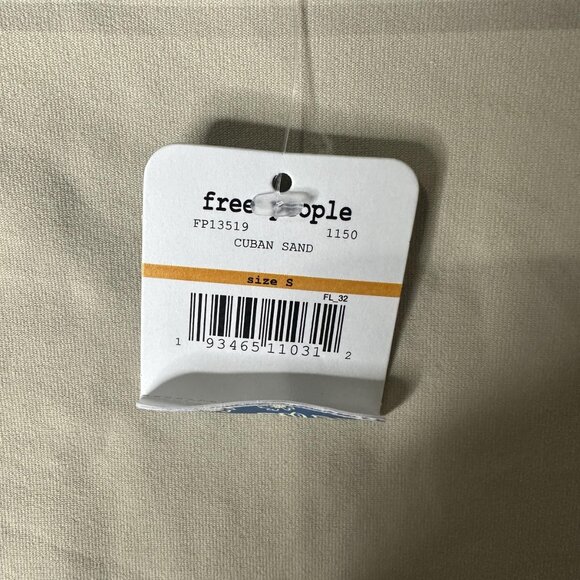 free people
FP13519 1150
CUBAN SAND
size S
FL_32
1 93465 11031 2